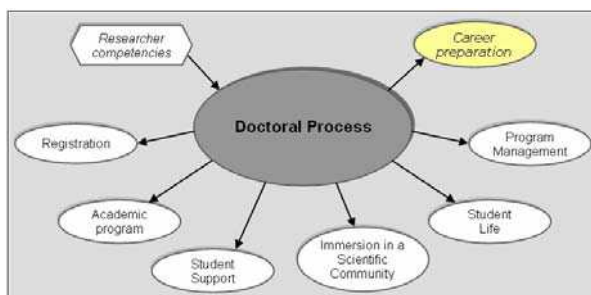 Researcher
competencies
Career
preparation
Doctoral Process
Registration
Program
Management
Academic
program
Student
Life
Student
Support
Immersion in a
Scientific
Community